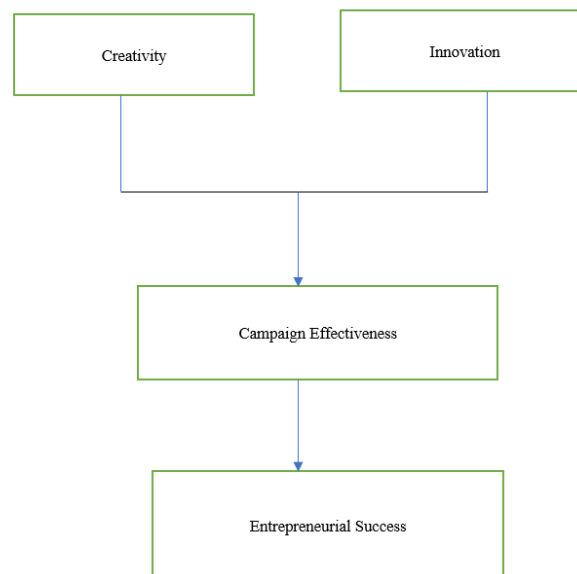 Creativity
Innovation
Campaign Effectiveness
Entrepreneurial Success